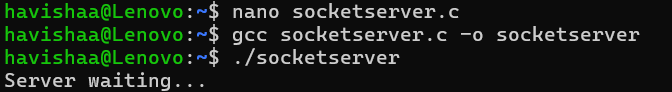 havishaa@Lenovo:~$ nano socketserver.c
havishaa@Lenovo:~$ gcc socketserver.c -o socketserver
havishaa@Lenovo:~$ ./socketserver
Server waiting...